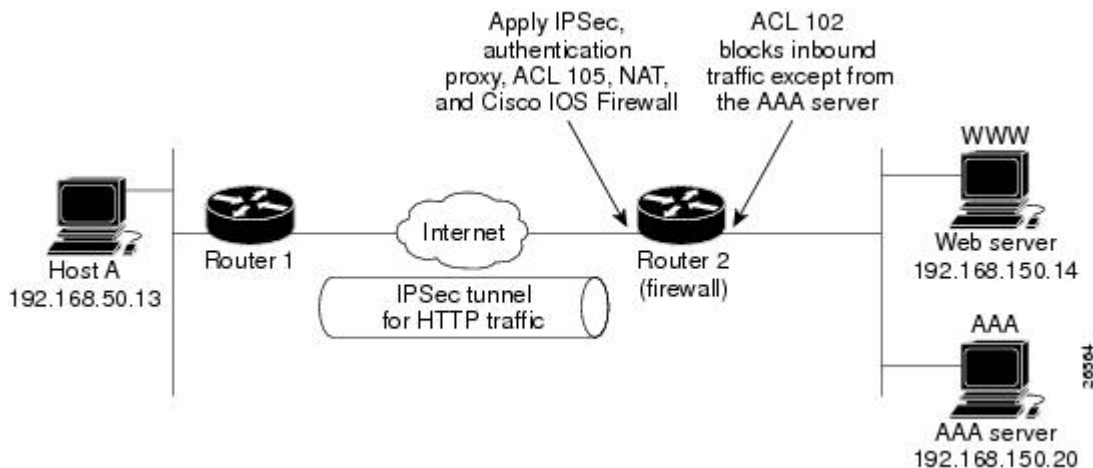 Apply IPSec,
authentication
proxy, ACL 105, NAT,
and Cisco IOS Firewall
ACL 102
blocks inbound
traffic except from
the AAA server
WWW
Internet
Host A
192.168.50.13
Router 1
Router 2
(firewall)
Web server
192.168.150.14
IPSec tunnel
for HTTP traffic
AAA
AAA server
192.168.150.20